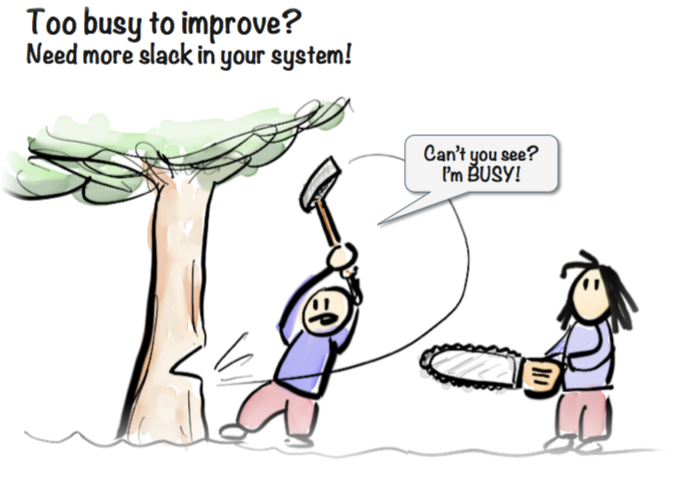 Too busy to improve?
Need more slack in your system!
Can't you see?
I'm BUSY!